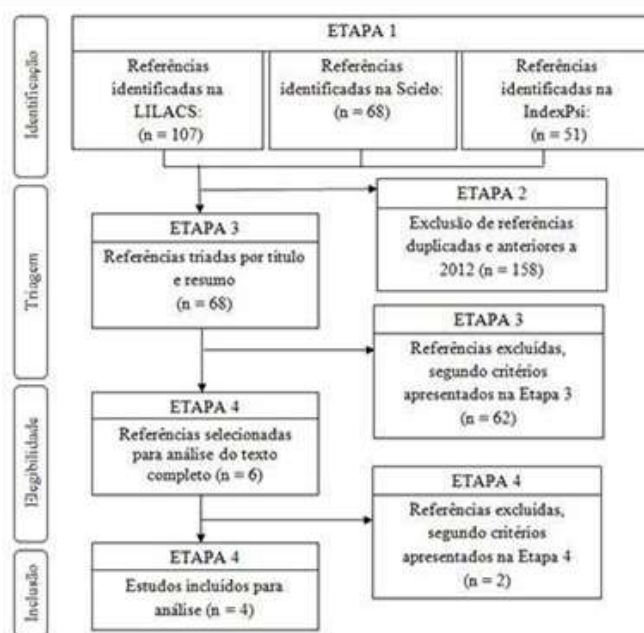 Identificação
ETAPA 1
Referências
identificadas na
LILACS:
(n = 107)
Referências
identificadas na Scielo:
(n = 68)
Referências
identificadas na
IndexPsi:
(n = 51)
Triagem
ETAPA 2
Exclusão de referências
duplicadas e anteriores a
2012 (n = 158)
ETAPA 3
Referências triadas por título
e resumo
(n = 68)
ETAPA 3
Referências excluídas,
segundo critérios
apresentados na Etapa 3
(n = 62)
Elegibilidade
ETAPA 4
Referências selecionadas
para análise do texto
completo (n = 6)
ETAPA 4
Referências excluídas,
segundo critérios
apresentados na Etapa 4
(n = 2)
Inclusão
ETAPA 4
Estudos incluídos para
análise (n = 4)